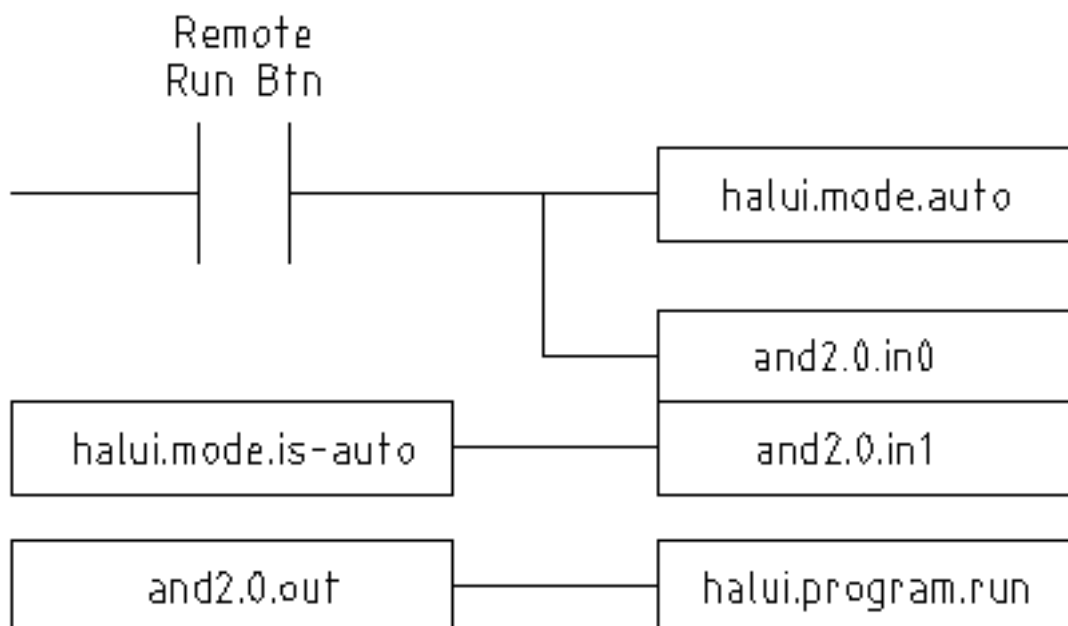 Remote
Run Btn
halui.mode.auto
and2.0.in0
halui.mode.is-auto
and2.0.in1
and2.0.out
halui.program.run